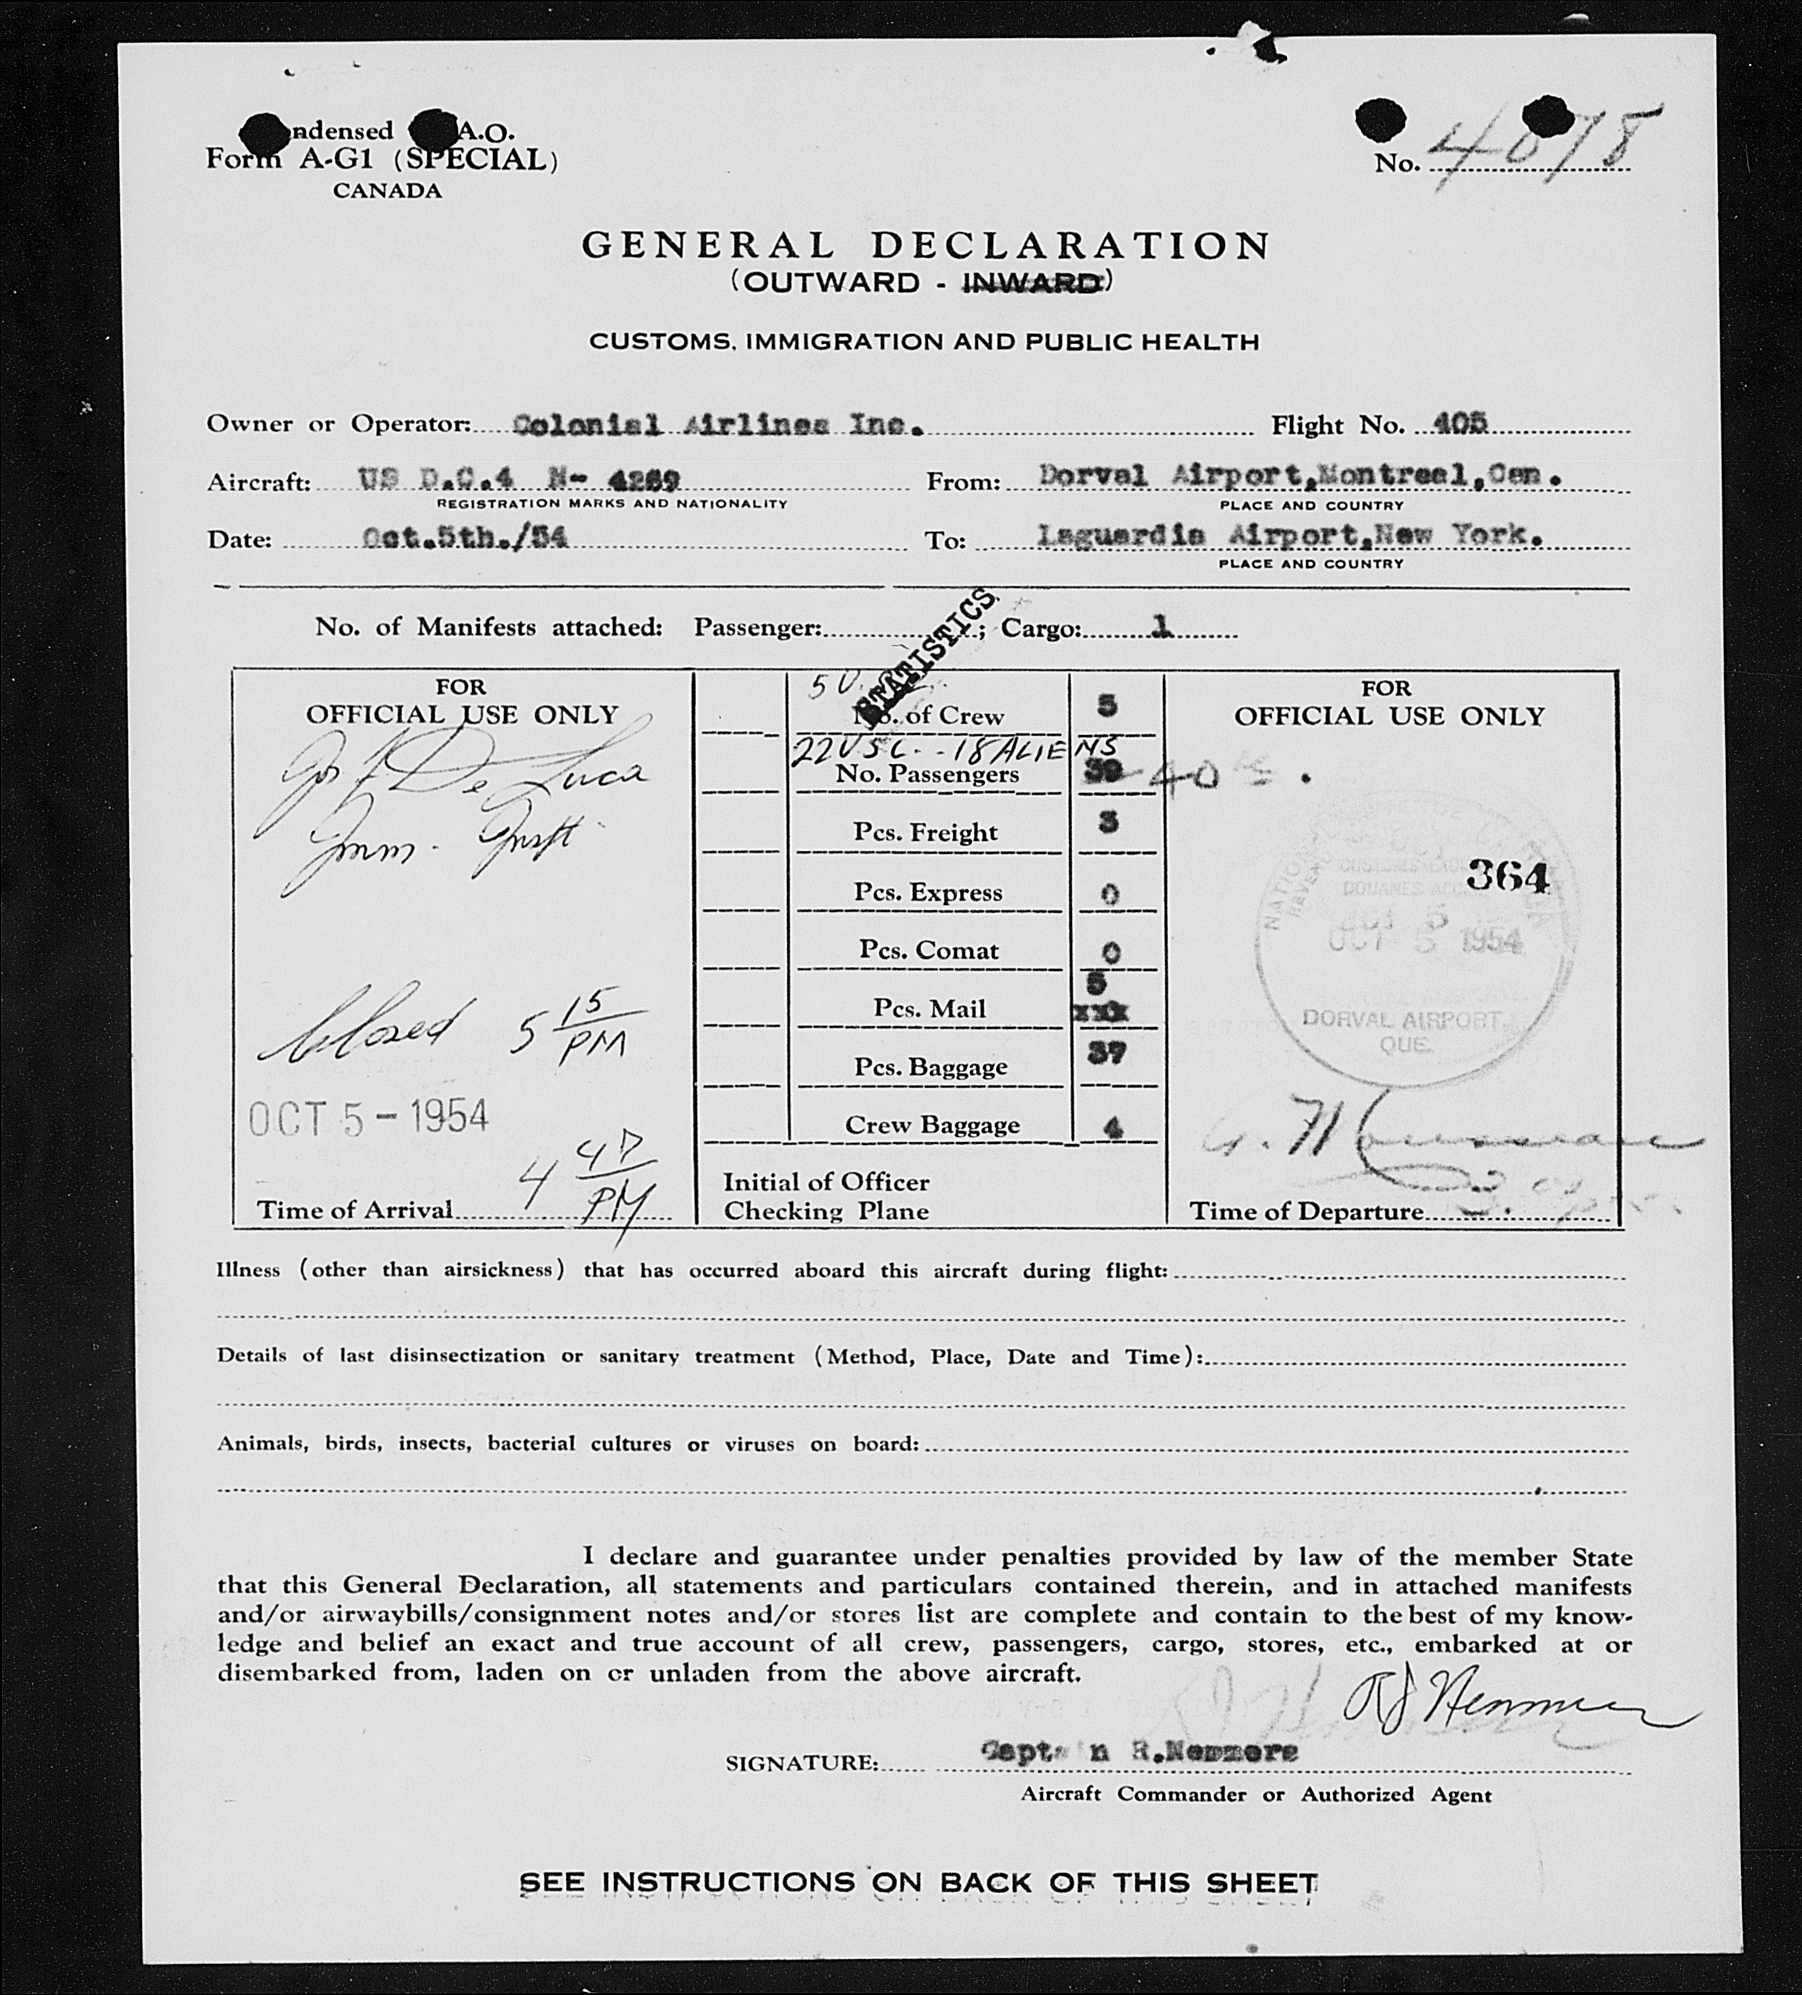 ndensed A.O.
Form A-G1 (SPECIAL)
CANADA
No. 4078
GENERAL DECLARATION
(OUTWARD - INWARD)
CUSTOMS, IMMIGRATION AND PUBLIC HEALTH
Owner or Operator: Colonial Airlines Inc. Flight No. 405
Aircraft: US D.C.4 N- 4269 From: Dorval Airport,Montreal,Can.
REGISTRATION MARKS AND NATIONALITY PLACE AND COUNTRY
Date: Oct.5th./54 To: Laguardia Airport,New York.
PLACE AND COUNTRY
STATISTICS
No. of Manifests attached: Passenger: ; Cargo: 1
FOR
OFFICIAL USE ONLY
Jos De Luca
Imm. Inspt
Closed 5 15 PM
OCT 5 - 1954
4 47 PM
Time of Arrival
5 U.
No. of Crew 5
22 USC. - 18 ALIENS
No. Passengers 39 40
Pcs. Freight 3
Pcs. Express 0
Pcs. Comat 0
5
Pcs. Mail xxx
Pcs. Baggage 37
Crew Baggage 4
Initial of Officer
Checking Plane
FOR
OFFICIAL USE ONLY
364
OCT 5 1954
DORVAL AIRPORT
QUE.
Time of Departure
Illness (other than airsickness) that has occurred aboard this aircraft during flight:
Details of last disinsectization or sanitary treatment (Method, Place, Date and Time):
Animals, birds, insects, bacterial cultures or viruses on board:
I declare and guarantee under penalties provided by law of the member State
that this General Declaration, all statements and particulars contained therein, and in attached manifests
and/or airwaybills/consignment notes and/or stores list are complete and contain to the best of my know-
ledge and belief an exact and true account of all crew, passengers, cargo, stores, etc., embarked at or
disembarked from, laden on or unladen from the above aircraft.
SIGNATURE: Captain R.Nemmers
Aircraft Commander or Authorized Agent
SEE INSTRUCTIONS ON BACK OF THIS SHEET